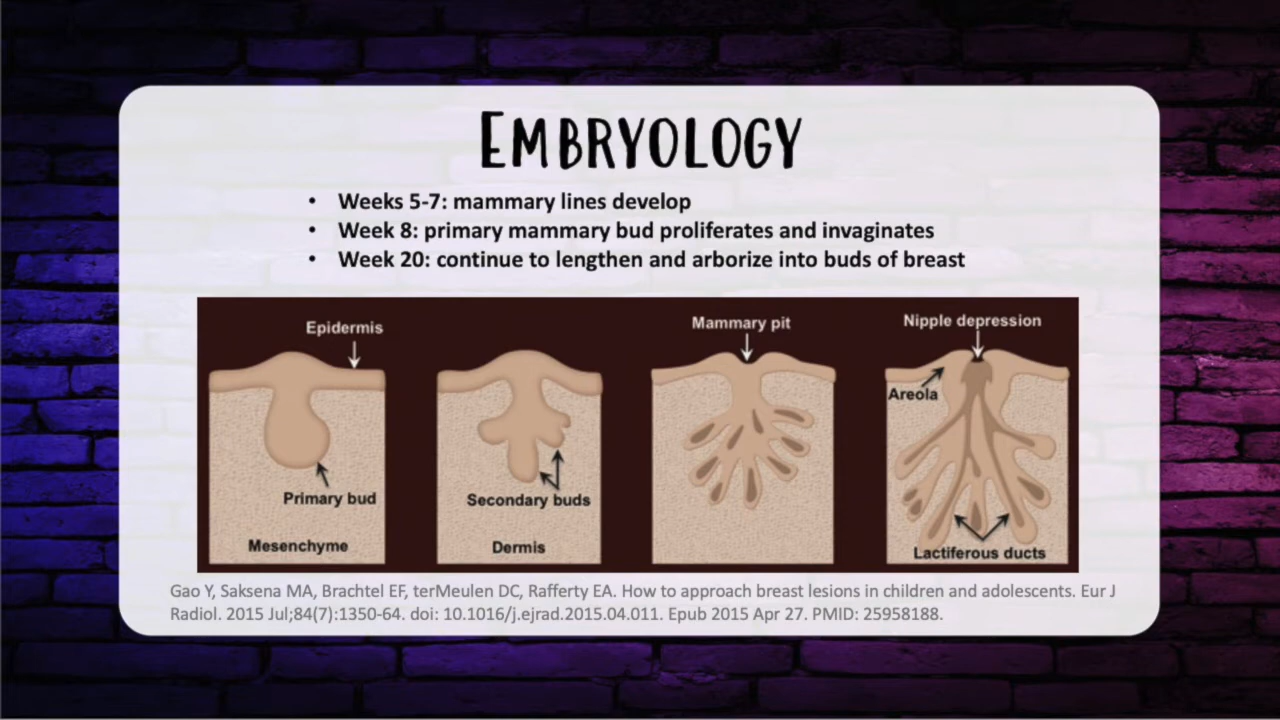 EMBRYOLOGY
• Weeks 5-7: mammary lines develop
• Week 8: primary mammary bud proliferates and invaginates
• Week 20: continue to lengthen and arborize into buds of breast
Epidermis
Primary bud
Mesenchyme
Secondary buds
Dermis
Mammary pit
Nipple depression
Areola
Lactiferous ducts
Gao Y, Saksena MA, Brachtel EF, terMeulen DC, Rafferty EA. How to approach breast lesions in children and adolescents. Eur J
Radiol. 2015 Jul;84(7):1350-64. doi: 10.1016/j.ejrad.2015.04.011. Epub 2015 Apr 27. PMID: 25958188.